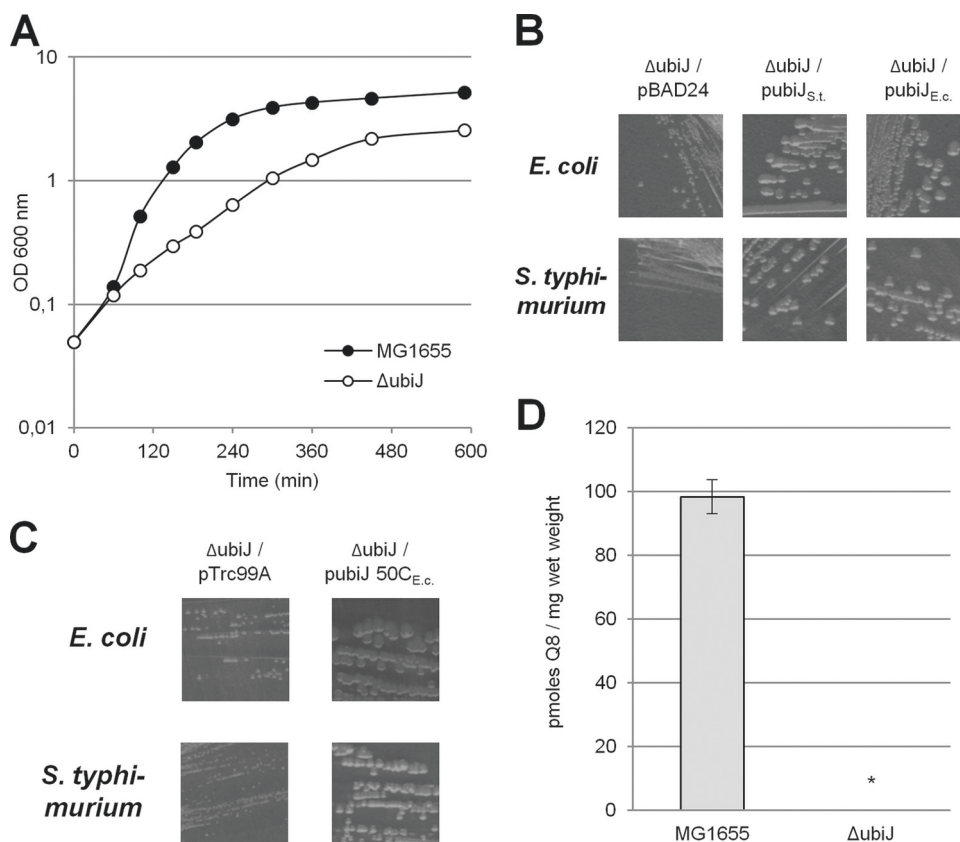 A
10
1
0,1
0,01
OD 600 nm
0 120 240 360 480 600
Time (min)
MG1655
ΔubiJ
B
ΔubiJ / pBAD24
ΔubiJ / pubiJS.t.
ΔubiJ / pubiJE.c.
E. coli
S. typhi-
murium
C
ΔubiJ / pTrc99A
ΔubiJ / pubiJ 50CE.c.
E. coli
S. typhi-
murium
D
120
100
80
60
40
20
0
pmoles Q8 / mg wet weight
*
MG1655 ΔubiJ